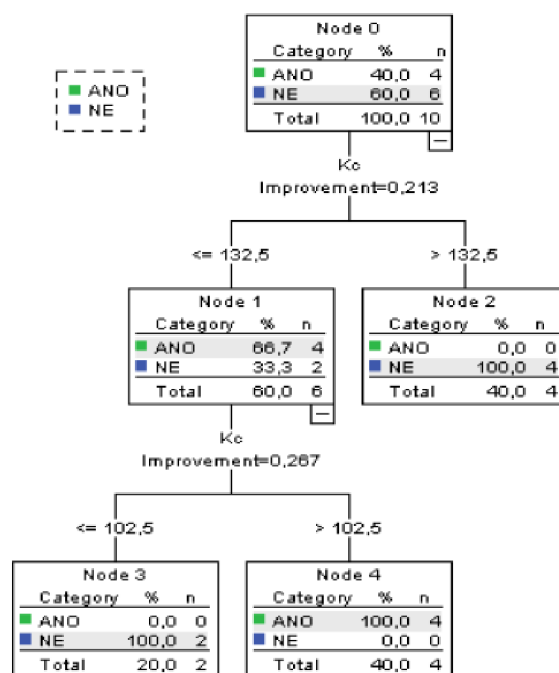 Node 0
Category % n
ANO 40,0 4
NE 60,0 6
Total 100,0 10
ANO
NE
Kc
Improvement=0,213
<= 132,5
> 132,5
Node 1
Category % n
ANO 66,7 4
NE 33,3 2
Total 60,0 6
Node 2
Category % n
ANO 0,0 0
NE 100,0 4
Total 40,0 4
Kc
Improvement=0,267
<= 102,5
> 102,5
Node 3
Category % n
ANO 0,0 0
NE 100,0 2
Total 20,0 2
Node 4
Category % n
ANO 100,0 4
NE 0,0 0
Total 40,0 4